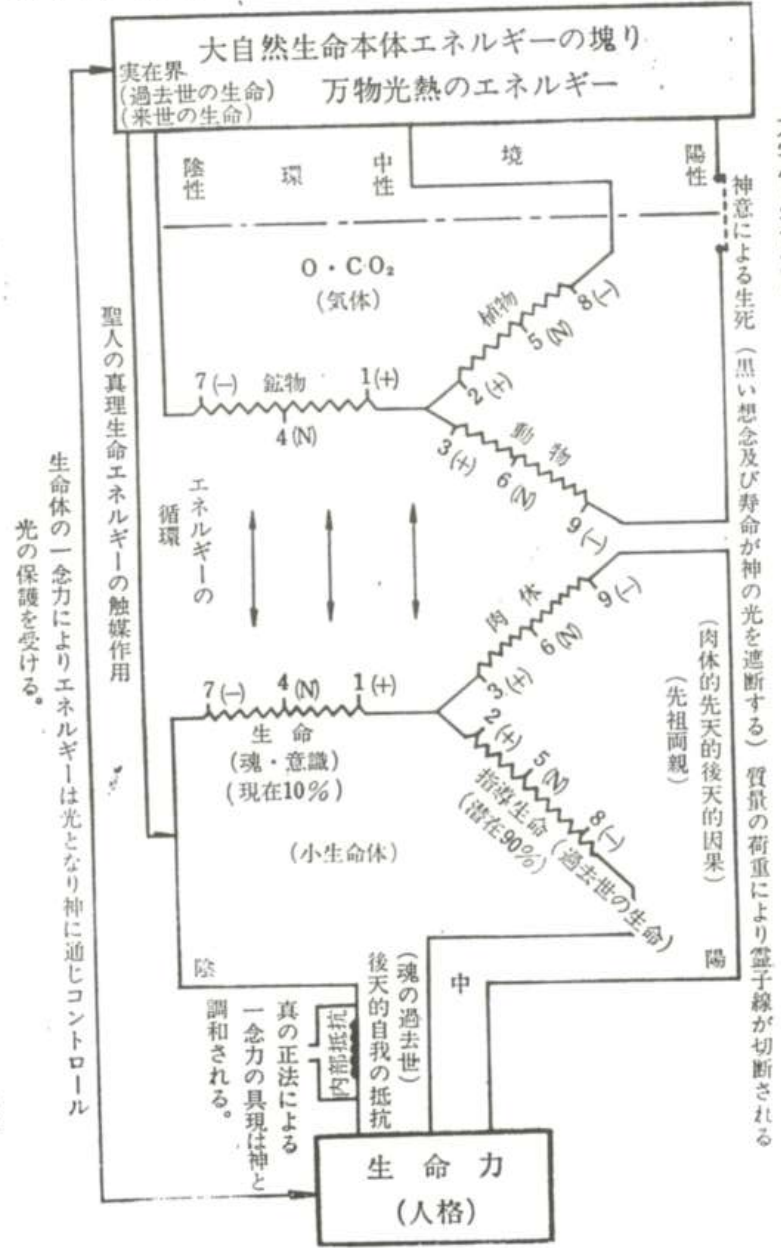 大自然生命本体エネルギーの塊り
実在界
(過去世の生命)
(来世の生命)
万物光熱のエネルギー
陰性
環
中性
境
陽性
O・CO₂
(気体)
7(−)
鉱物
1(+)
4(N)
植物
2(+)
5(N)
8(−)
動物
3(+)
6(N)
9(−)
神意による生死(黒い想念及び寿命が神の光を遮断する)質量の荷重により霊子線が切断される
聖人の真理生命エネルギーの触媒作用
生命体の一念力によりエネルギーは光となり神に通じコントロール
光の保護を受ける。
エネルギーの
循環
肉体
3(+)
6(N)
9(−)
7(−)
4(N)
1(+)
生命
(魂・意識)
(現在10%)
2(+)
5(N)
8(−)
指導生命(過去世の生命)
(潜在90%)
(肉体的先天的後天的因果)
(先祖両親)
(小生命体)
陰
中
陽
(魂の過去世)
後天的自我の抵抗
内部抵抗
真の正法による
一念力の具現は神と
調和される。
生命力
(人格)